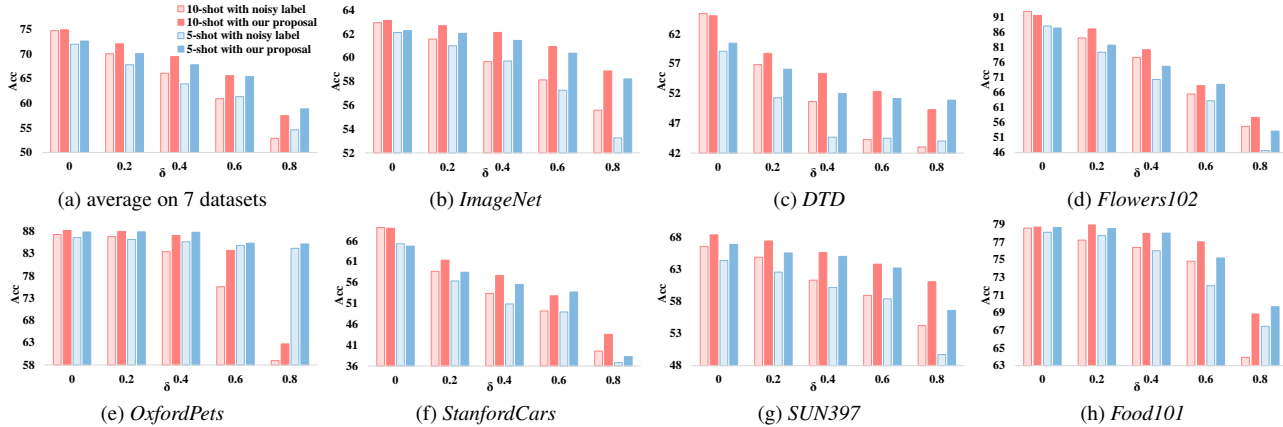 10-shot with noisy label
10-shot with our proposal
5-shot with noisy label
5-shot with our proposal
Acc
75
70
65
60
55
50
0 0.2 0.4 0.6 0.8
δ
(a) average on 7 datasets
Acc
64
62
60
58
56
54
52
0 0.2 0.4 0.6 0.8
δ
(b) ImageNet
Acc
62
57
52
47
42
0 0.2 0.4 0.6 0.8
δ
(c) DTD
Acc
91
86
81
76
71
66
61
56
51
46
0 0.2 0.4 0.6 0.8
δ
(d) Flowers102
Acc
88
83
78
73
68
63
58
0 0.2 0.4 0.6 0.8
δ
(e) OxfordPets
Acc
66
61
56
51
46
41
36
0 0.2 0.4 0.6 0.8
δ
(f) StanfordCars
Acc
68
63
58
53
48
0 0.2 0.4 0.6 0.8
δ
(g) SUN397
Acc
79
77
75
73
71
69
67
65
63
0 0.2 0.4 0.6 0.8
δ
(h) Food101